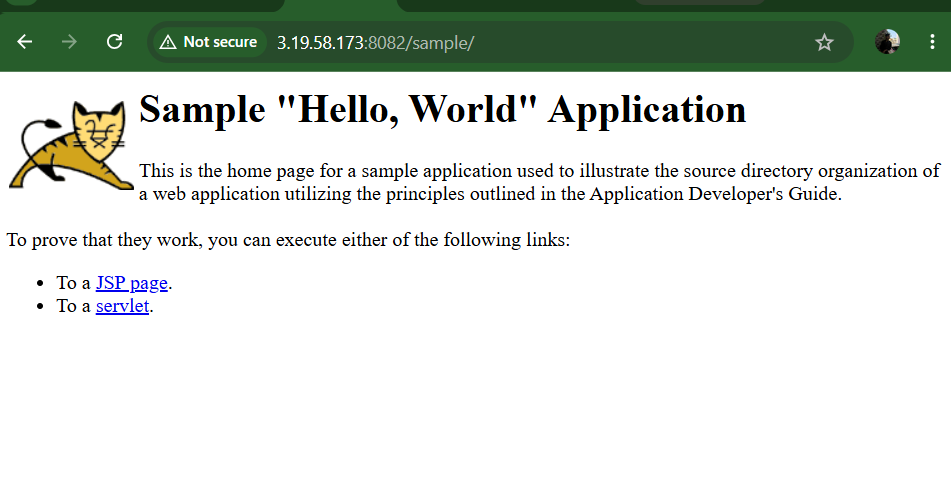 Not secure 3.19.58.173:8082/sample/
Sample "Hello, World" Application
This is the home page for a sample application used to illustrate the source directory organization of
a web application utilizing the principles outlined in the Application Developer's Guide.
To prove that they work, you can execute either of the following links:
• To a JSP page.
• To a servlet.